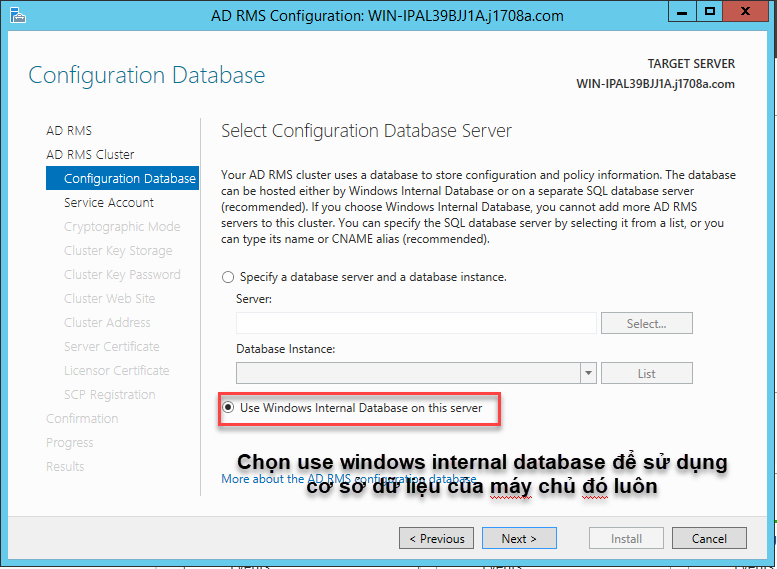 AD RMS Configuration: WIN-IPAL39BJJ1A.j1708a.com
Configuration Database
TARGET SERVER
WIN-IPAL39BJJ1A.j1708a.com
AD RMS
AD RMS Cluster
Configuration Database
Service Account
Cryptographic Mode
Cluster Key Storage
Cluster Key Password
Cluster Web Site
Cluster Address
Server Certificate
Licensor Certificate
SCP Registration
Confirmation
Progress
Results
Select Configuration Database Server
Your AD RMS cluster uses a database to store configuration and policy information. The database
can be hosted either by Windows Internal Database or on a separate SQL database server
(recommended). If you choose Windows Internal Database, you cannot add more AD RMS
servers to this cluster. You can specify the SQL database server by selecting it from a list, or you
can type its name or CNAME alias (recommended).
Specify a database server and a database instance.
Server:
Select...
Database Instance:
List
Use Windows Internal Database on this server
Chọn use windows internal database để sử dụng
More about the AD RMS configuration database
cơ sơ dữ liệu của máy chủ đó luôn
< Previous
Next >
Install
Cancel